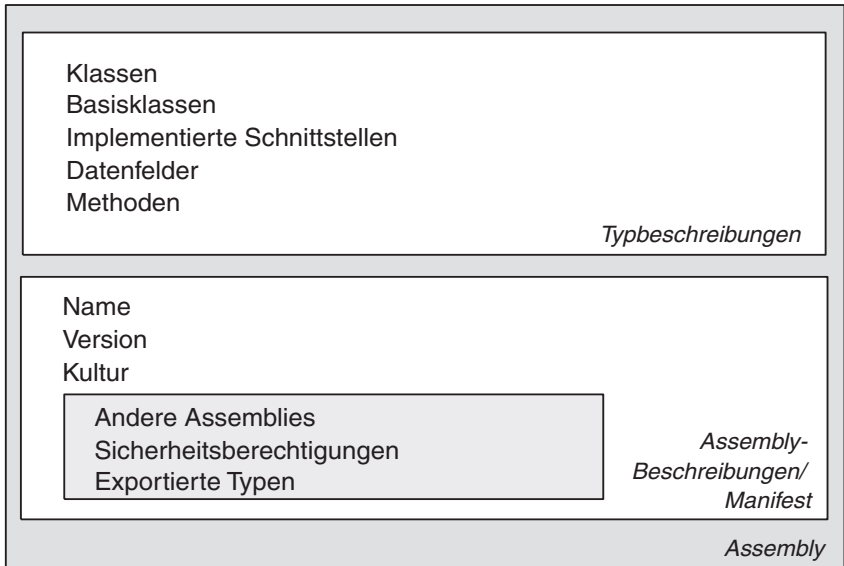 Klassen
Basisklassen
Implementierte Schnittstellen
Datenfelder
Methoden
Typbeschreibungen
Name
Version
Kultur
Andere Assemblies
Sicherheitsberechtigungen
Exportierte Typen
Assembly-
Beschreibungen/
Manifest
Assembly